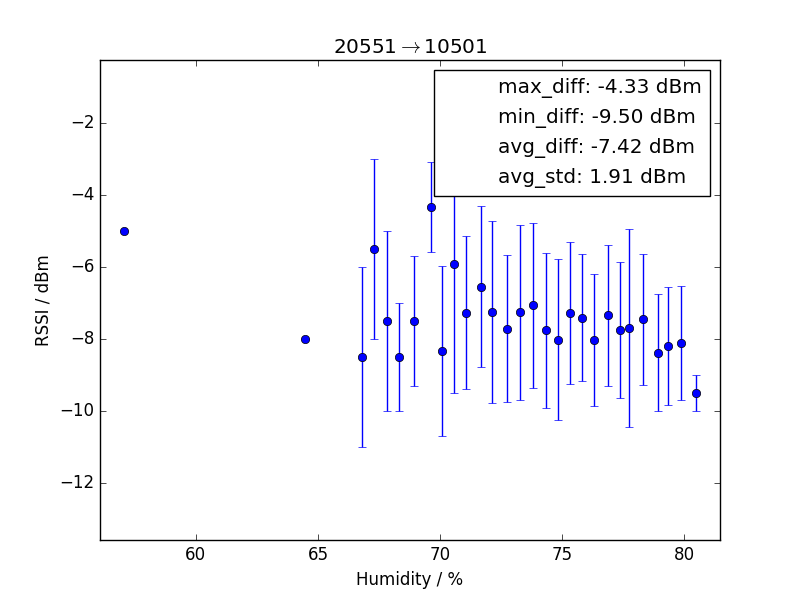 20551→10501
max_diff: -4.33 dBm
min_diff: -9.50 dBm
avg_diff: -7.42 dBm
avg_std: 1.91 dBm
−2
−4
−6
−8
−10
−12
RSSI / dBm
60 65 70 75 80
Humidity / %